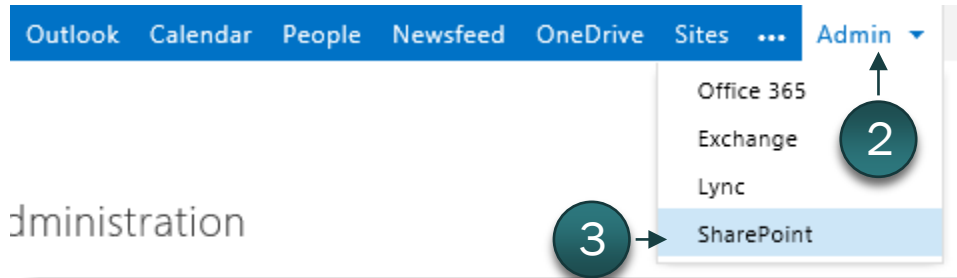 Outlook Calendar People Newsfeed OneDrive Sites ••• Admin
Office 365
Exchange
2
Lync
dministration
3
SharePoint